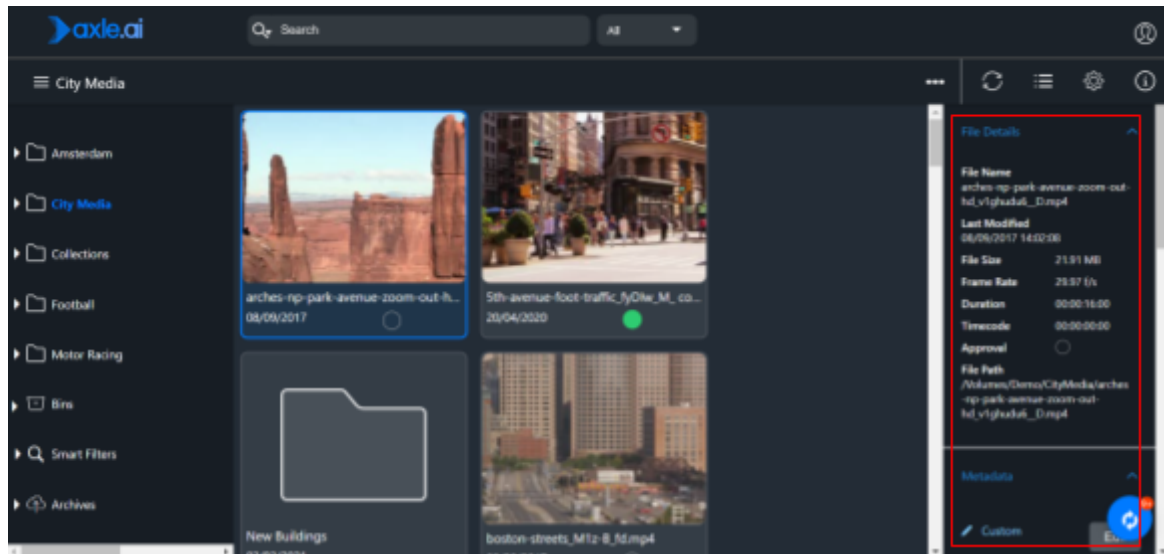 axle.ai
Search
All
City Media
Amsterdam
City Media
Collections
Football
Motor Racing
Bins
Smart Filters
Archives
arches-np-park-avenue-zoom-out-h...
08/09/2017
5th-avenue-foot-traffic_fyDlw_M_ co...
20/04/2020
New Buildings
boston-streets_M1z-8_fd.mp4
File Details
File Name
arches-np-park-avenue-zoom-out-
hd_v1ghudu6__D.mp4
Last Modified
08/09/2017 14:02:08
File Size 21.91 MB
Frame Rate 29.97 f/s
Duration 00:00:16:00
Timecode 00:00:00:00
Approval
File Path
/Volumes/Demo/CityMedia/arches
-np-park-avenue-zoom-out-
hd_v1ghudu6__D.mp4
Metadata
Custom